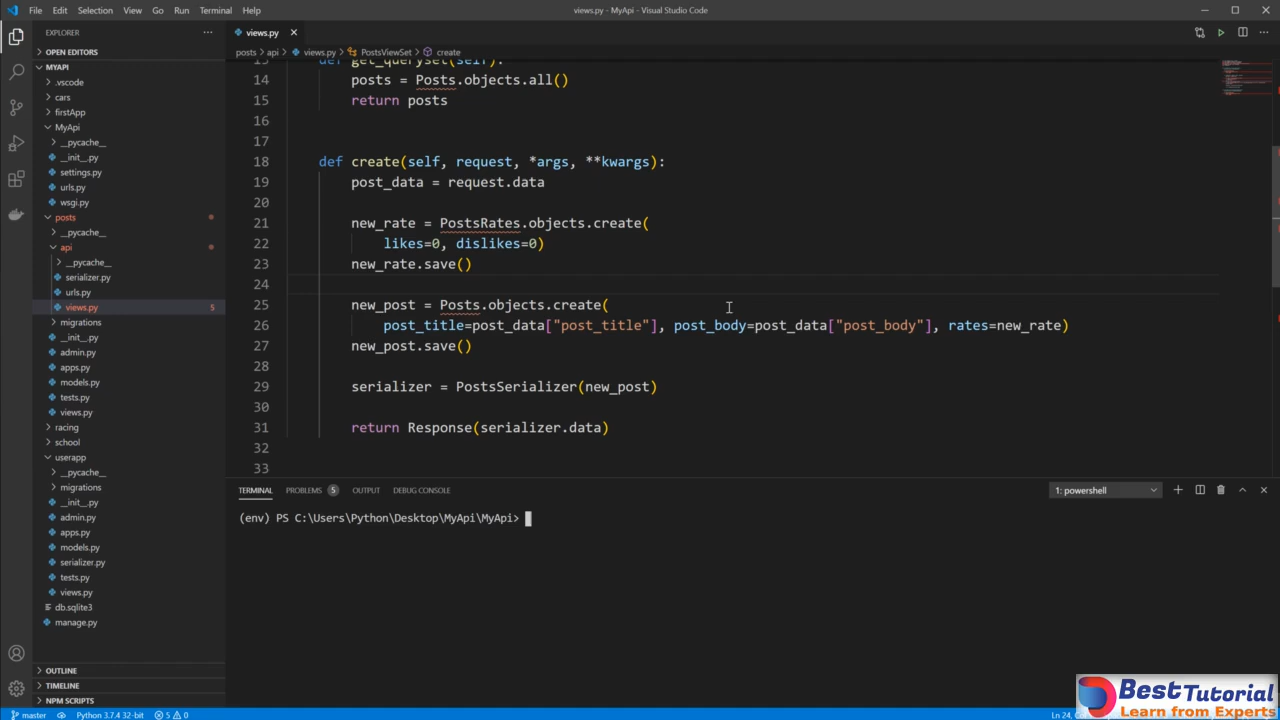 File Edit Selection View Go Run Terminal Help
views.py - MyApi - Visual Studio Code
EXPLORER
OPEN EDITORS
MYAPI
.vscode
cars
firstApp
MyApi
__pycache__
__init__.py
settings.py
urls.py
wsgi.py
posts
__pycache__
api
__pycache__
serializer.py
urls.py
views.py 5
migrations
__init__.py
admin.py
apps.py
models.py
tests.py
views.py
racing
school
userapp
__pycache__
migrations
__init__.py
admin.py
apps.py
models.py
serializer.py
tests.py
views.py
db.sqlite3
manage.py
OUTLINE
TIMELINE
NPM SCRIPTS
views.py
posts > api > views.py > PostsViewSet > create
13 def get_queryset(self):
14 posts = Posts.objects.all()
15 return posts
16
17
18 def create(self, request, *args, **kwargs):
19 post_data = request.data
20
21 new_rate = PostsRates.objects.create(
22 likes=0, dislikes=0)
23 new_rate.save()
24
25 new_post = Posts.objects.create(
26 post_title=post_data["post_title"], post_body=post_data["post_body"], rates=new_rate)
27 new_post.save()
28
29 serializer = PostsSerializer(new_post)
30
31 return Response(serializer.data)
32
33
TERMINAL PROBLEMS 5 OUTPUT DEBUG CONSOLE
1: powershell
(env) PS C:\Users\Python\Desktop\MyApi\MyApi>
master Python 3.7.4 32-bit 5 0
Ln 24,
BestTutorial
Learn from Experts